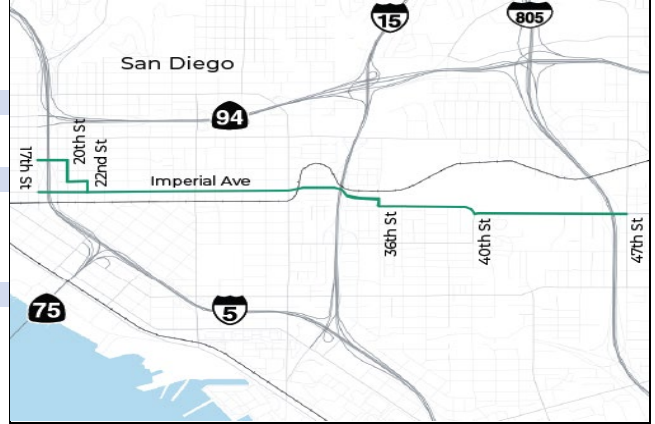 15
805
San Diego
94
17th St
20th St
22nd St
Imperial Ave
36th St
40th St
47th St
75
5